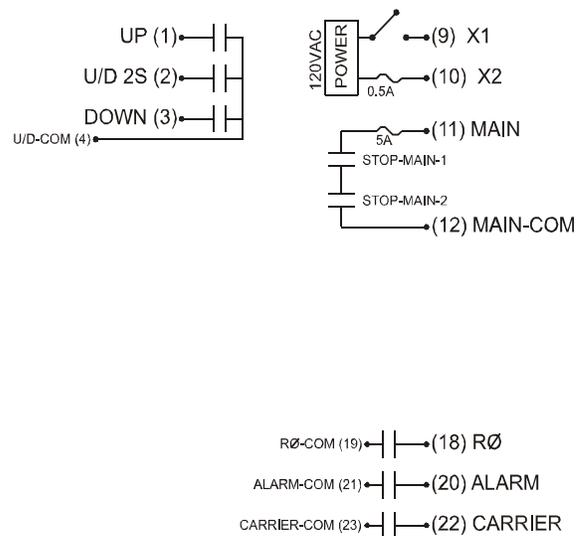 UP (1)
U/D 2S (2)
DOWN (3)
U/D-COM (4)
120VAC
POWER
(9) X1
(10) X2
0.5A
(11) MAIN
5A
STOP-MAIN-1
STOP-MAIN-2
(12) MAIN-COM
RØ-COM (19) (18) RØ
ALARM-COM (21) (20) ALARM
CARRIER-COM (23) (22) CARRIER